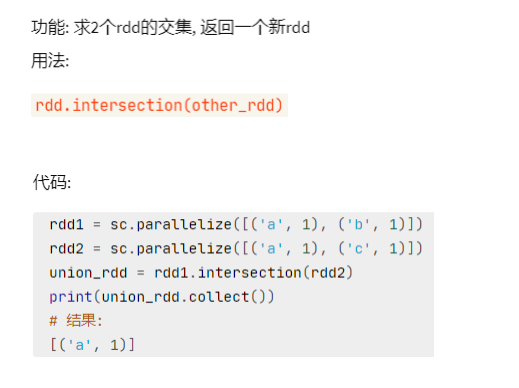 功能: 求2个rdd的交集, 返回一个新rdd
用法:
rdd.intersection(other_rdd)
代码:
rdd1 = sc.parallelize([('a', 1), ('b', 1)])
rdd2 = sc.parallelize([('a', 1), ('c', 1)])
union_rdd = rdd1.intersection(rdd2)
print(union_rdd.collect())
# 结果:
[('a', 1)]